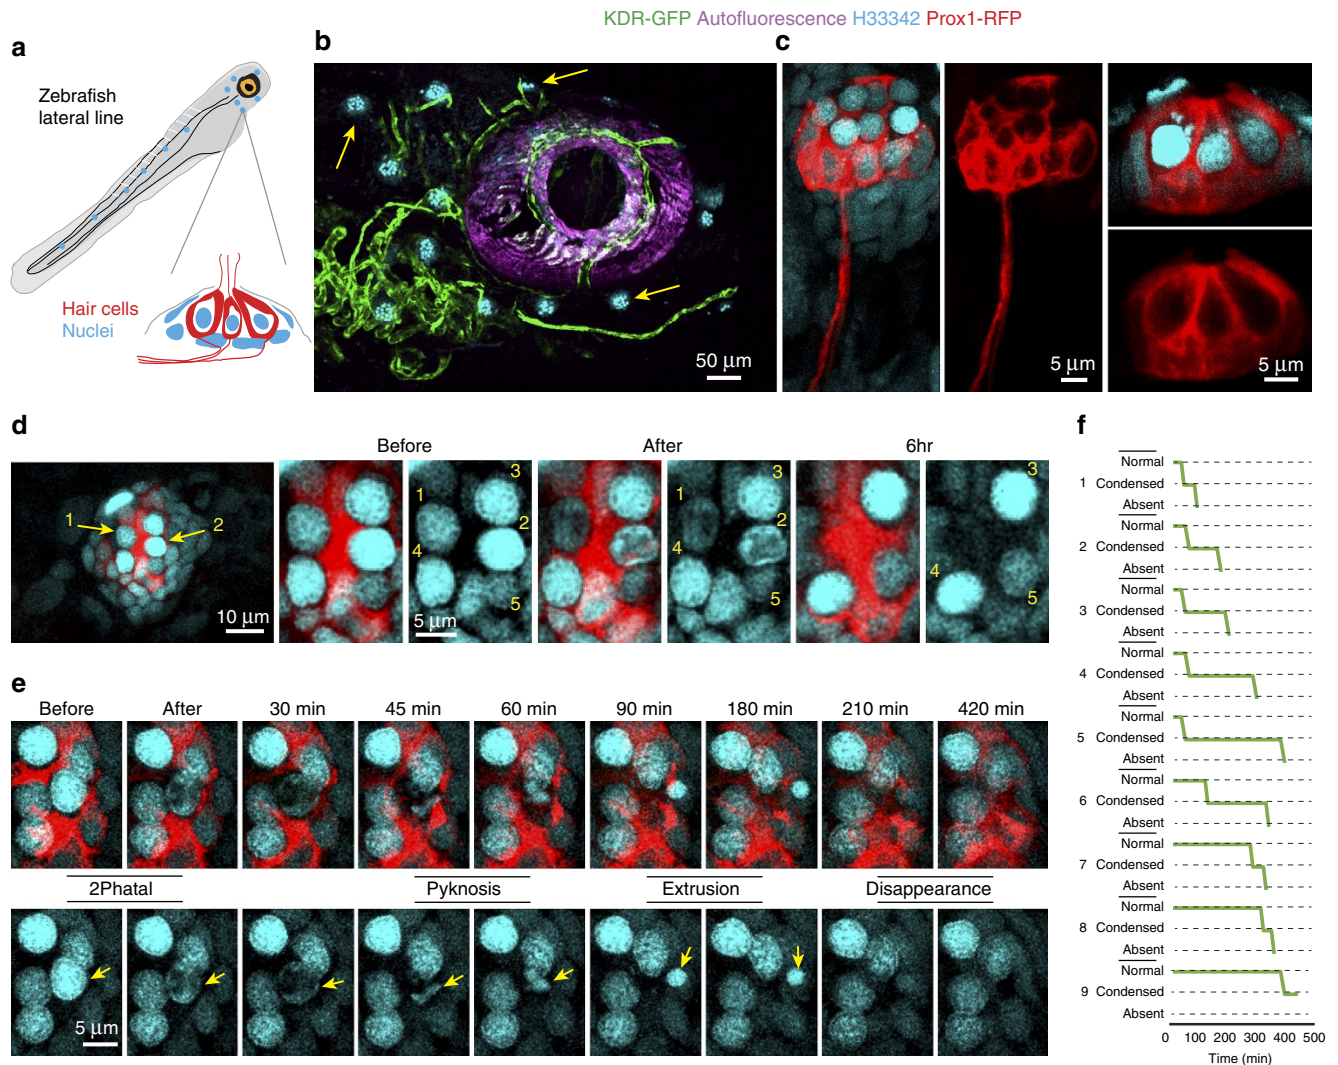 KDR-GFP Autofluorescence H33342 Prox1-RFP
a
Zebrafish
lateral line
Hair cells
Nuclei
b
50 μm
c
5 μm
5 μm
d
Before
After
6hr
1
2
10 μm
3
1
2
4
5
5 μm
3
1
2
4
5
3
4
5
e
Before
After
30 min
45 min
60 min
90 min
180 min
210 min
420 min
2Phatal
Pyknosis
Extrusion
Disappearance
5 μm
f
Normal
1 Condensed
Absent
Normal
2 Condensed
Absent
Normal
3 Condensed
Absent
Normal
4 Condensed
Absent
Normal
5 Condensed
Absent
Normal
6 Condensed
Absent
Normal
7 Condensed
Absent
Normal
8 Condensed
Absent
Normal
9 Condensed
Absent
0 100 200 300 400 500
Time (min)